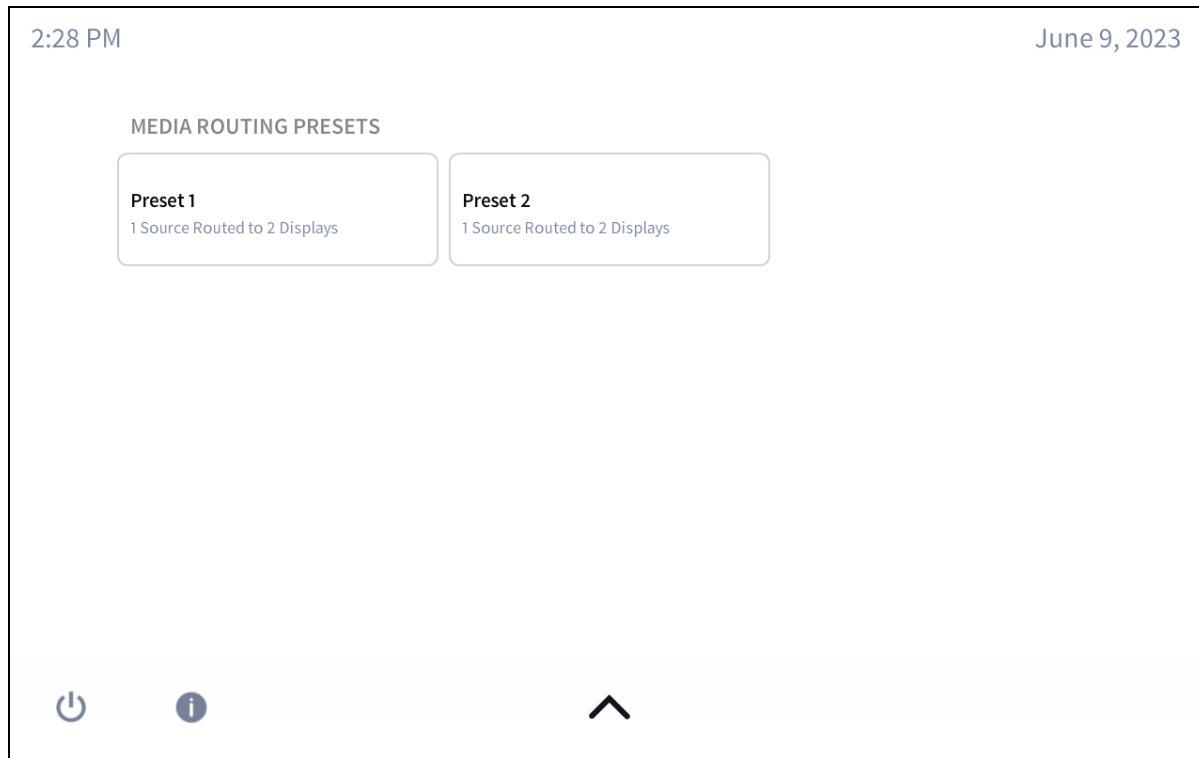 2:28 PM
June 9, 2023
MEDIA ROUTING PRESETS
Preset 1
1 Source Routed to 2 Displays
Preset 2
1 Source Routed to 2 Displays